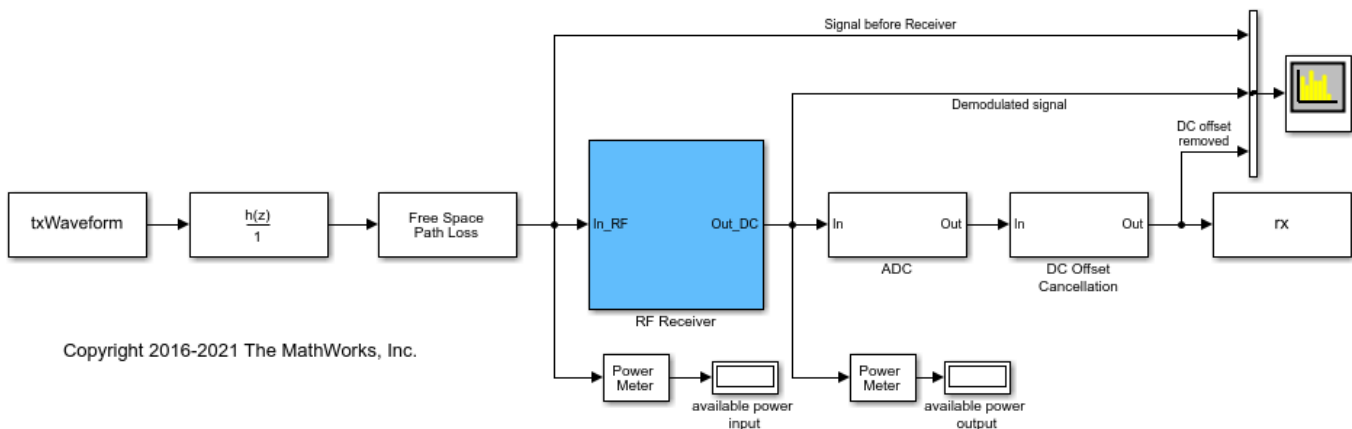 Signal before Receiver
Demodulated signal
DC offset
removed
txWaveform
h(z)
1
Free Space
Path Loss
In_RF
Out_DC
RF Receiver
In
Out
ADC
In
Out
DC Offset
Cancellation
rx
Copyright 2016-2021 The MathWorks, Inc.
Power
Meter
available power
input
Power
Meter
available power
output